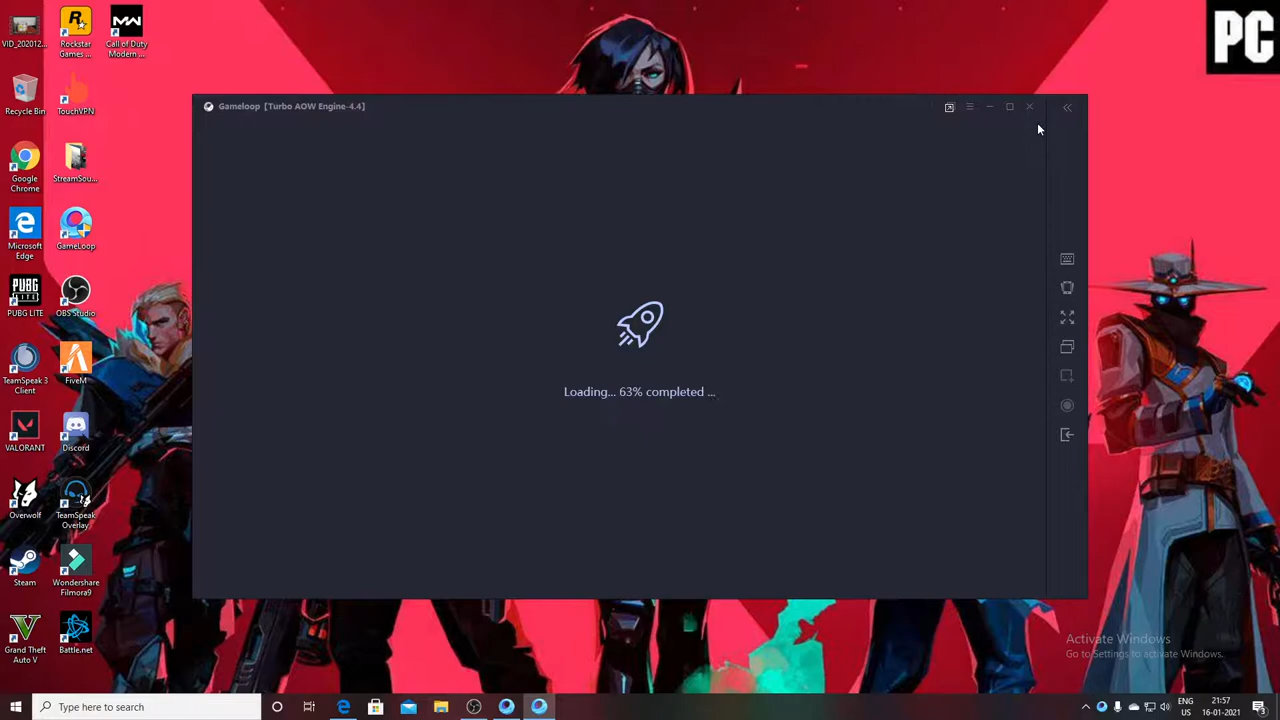 VID_202012...
Rockstar
Games ...
Call of Duty
Modern ...
PC
Recycle Bin
TouchVPN
Gameloop [Turbo AOW Engine-4.4]
Google
Chrome
StreamSou...
Microsoft
Edge
GameLoop
PUBG
LITE
PUBG LITE
OBS Studio
TeamSpeak 3
Client
FiveM
Loading... 63% completed ...
VALORANT
Discord
Overwolf
TeamSpeak
Overlay
Steam
Wondershare
Filmora9
Grand Theft
Auto V
Battle.net
Activate Windows
Go to Settings to activate Windows.
Type here to search
ENG
US
21:57
16-01-2021
3